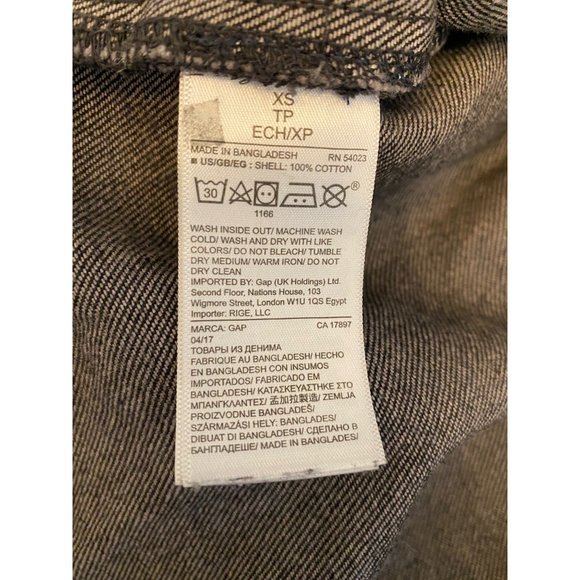 XS
TP
ECH/XP
MADE IN BANGLADESH RN 54023
■ US/GB/EG : SHELL: 100% COTTON
30
1166
WASH INSIDE OUT/ MACHINE WASH
COLD/ WASH AND DRY WITH LIKE
COLORS/ DO NOT BLEACH/ TUMBLE
DRY MEDIUM/ WARM IRON/ DO NOT
DRY CLEAN
IMPORTED BY: Gap (UK Holdings) Ltd.
Second Floor, Nations House, 103
Wigmore Street, London W1U 1QS Egypt
Importer: RIGE, LLC
MARCA: GAP CA 17897
04/17
ТОВАРЫ ИЗ ДЕНИМА
FABRIQUE AU BANGLADESH/ HECHO
EN BANGLADESH CON INSUMOS
IMPORTADOS/ FABRICADO EM
BANGLADESH/ ΚΑΤΑΣΚΕΥΑΣΤΗΚΕ ΣΤΟ
ΜΠΑΝΓΚΛΑΝΤΕΣ/ 孟加拉製造/ ZEMLJA
PROIZVODNJE BANGLADEŠ/
SZÁRMAZÁSI HELY: BANGLADES/
DIBUAT DI BANGLADESH/ СДЕЛАНО В
БАНГЛАДЕШЕ/ MADE IN BANGLADESH